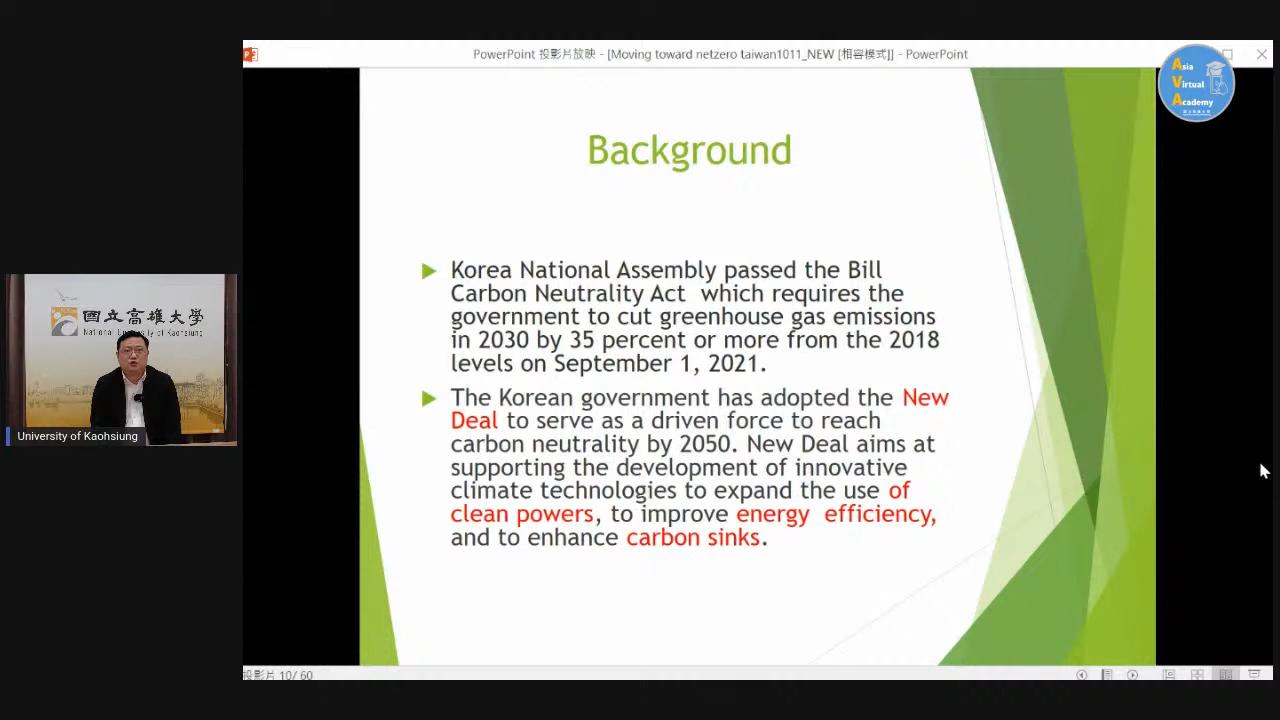 PowerPoint 投影片放映 - [Moving toward netzero taiwan1011_NEW [相容模式]] - PowerPoint
Asia
Virtual
Academy
Background
Korea National Assembly passed the Bill
Carbon Neutrality Act which requires the
government to cut greenhouse gas emissions
in 2030 by 35 percent or more from the 2018
levels on September 1, 2021.
The Korean government has adopted the New
Deal to serve as a driven force to reach
carbon neutrality by 2050. New Deal aims at
supporting the development of innovative
climate technologies to expand the use of
clean powers, to improve energy efficiency,
and to enhance carbon sinks.
國立高雄大學
National University of Kaohsiung
University of Kaohsiung
投影片 10/ 60